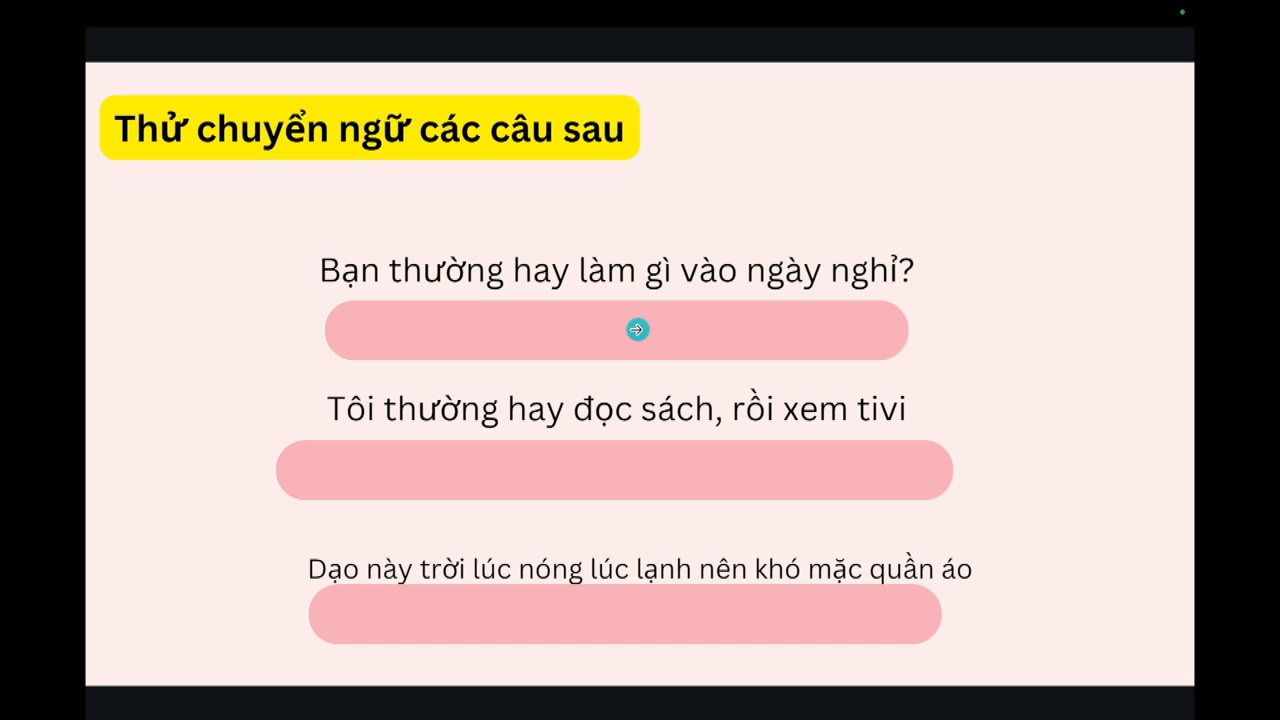 Thử chuyển ngữ các câu sau
Bạn thường hay làm gì vào ngày nghỉ?
Tôi thường hay đọc sách, rồi xem tivi
Dạo này trời lúc nóng lúc lạnh nên khó mặc quần áo